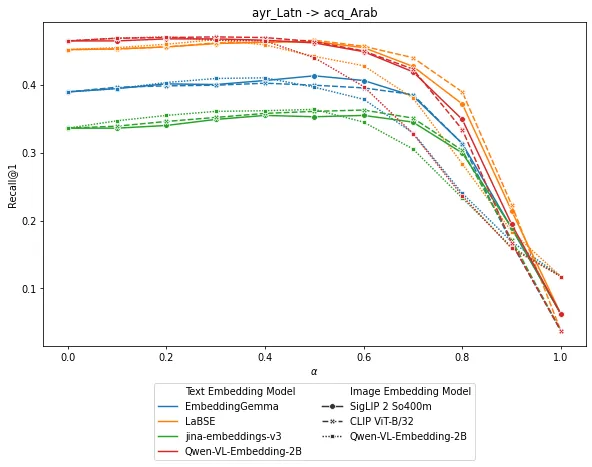 ayr_Latn -> acq_Arab
Recall@1
0.4
0.3
0.2
0.1
0.0 0.2 0.4 0.6 0.8 1.0
α
Text Embedding Model Image Embedding Model
EmbeddingGemma SigLIP 2 So400m
LaBSE CLIP ViT-B/32
jina-embeddings-v3 Qwen-VL-Embedding-2B
Qwen-VL-Embedding-2B